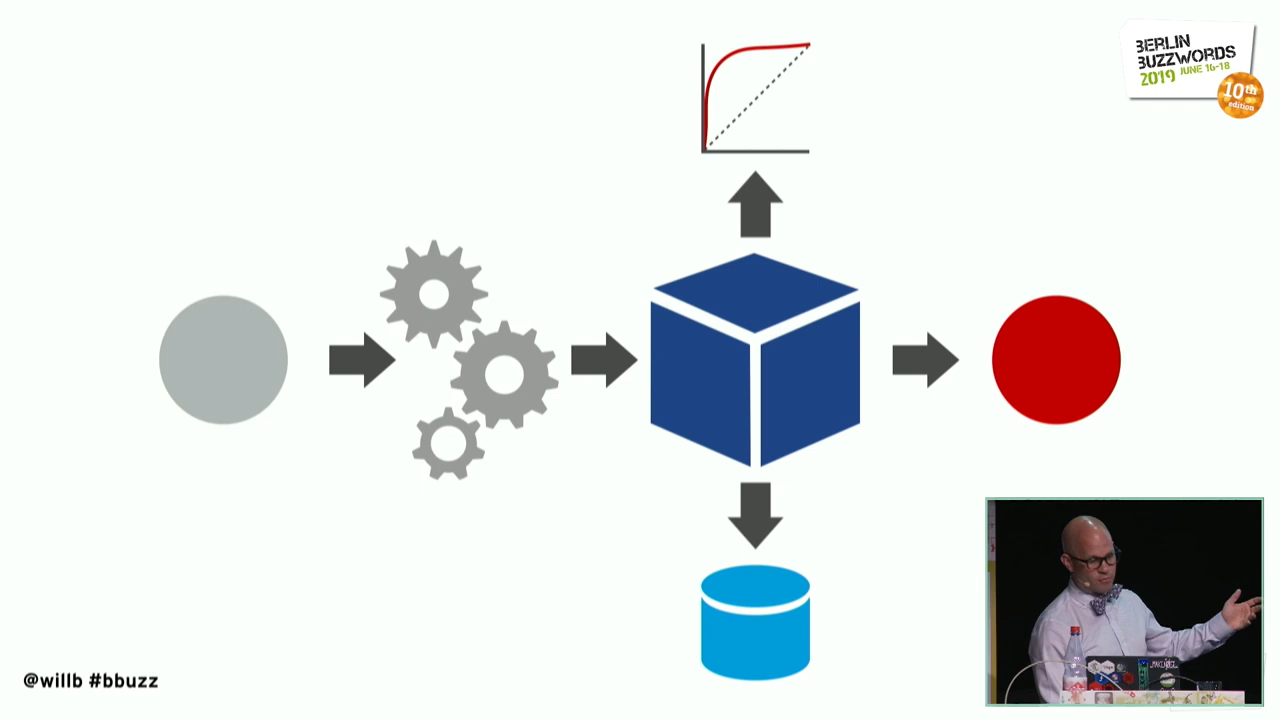 BERLIN
BUZZWORDS
2019 JUNE 16-18
10th
edition
@willb #bbuzz